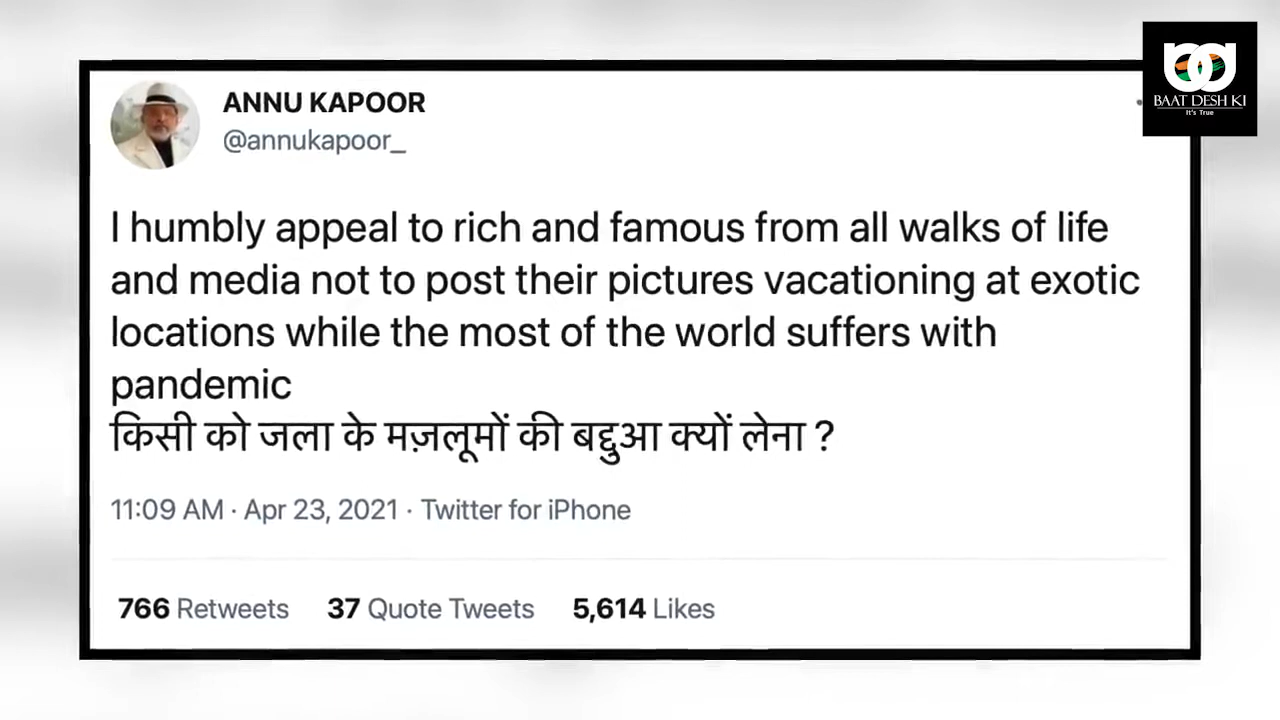 BAAT DESH KI
It's True
ANNU KAPOOR
@annukapoor_
I humbly appeal to rich and famous from all walks of life
and media not to post their pictures vacationing at exotic
locations while the most of the world suffers with
pandemic
किसी को जला के मज़लूमों की बद्दुआ क्यों लेना ?
11:09 AM · Apr 23, 2021 · Twitter for iPhone
766 Retweets 37 Quote Tweets 5,614 Likes